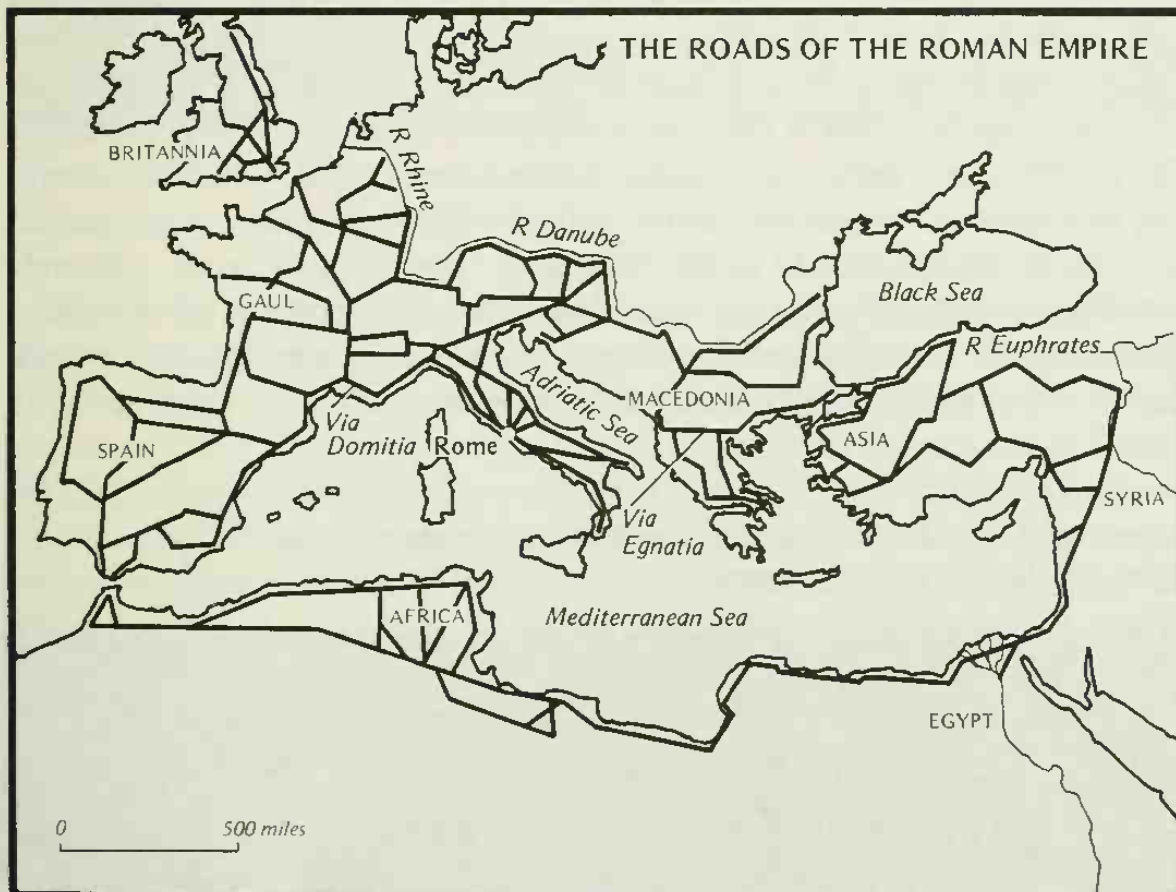 THE ROADS OF THE ROMAN EMPIRE
BRITANNIA
R Rhine
R Danube
GAUL
Black Sea
R Euphrates
Adriatic Sea
MACEDONIA
Via
Domitia
Rome
SPAIN
ASIA
SYRIA
Via
Egnatia
AFRICA
Mediterranean Sea
EGYPT
0 500 miles